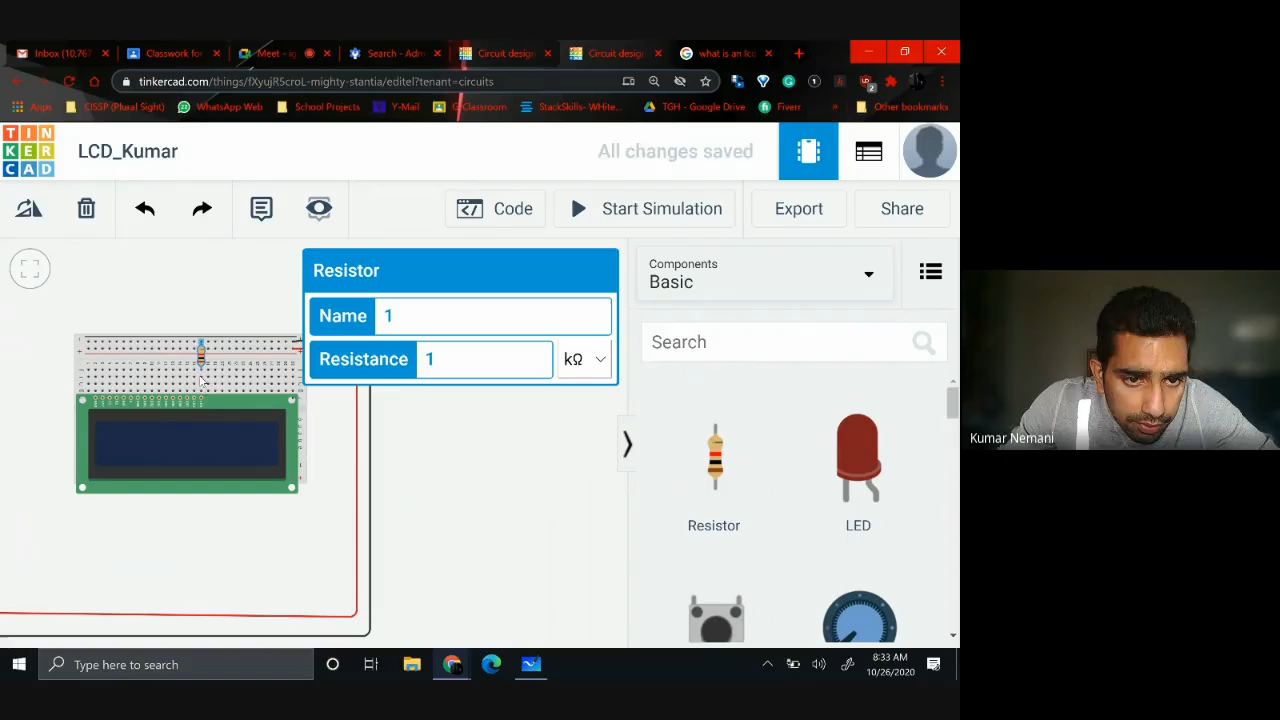 Inbox (10,767
Classwork fo
Meet - i
Search - Adm
Circuit desig
Circuit desig
what is an lcd
tinkercad.com/things/fXyujR5croL-mighty-stantia/editel?tenant=circuits
Apps
CISSP (Plural Sight)
WhatsApp Web
School Projects
Y-Mail
StackSkills- WHite...
TGH - Google Drive
Fiverr
»
Other bookmarks
TIN
KER
CAD
LCD_Kumar
All changes saved
Code
Start Simulation
Export
Share
Resistor
Name 1
Resistance 1 kΩ
Components
Basic
Search
Resistor
LED
Kumar Nemani
Type here to search
8:33 AM
10/26/2020